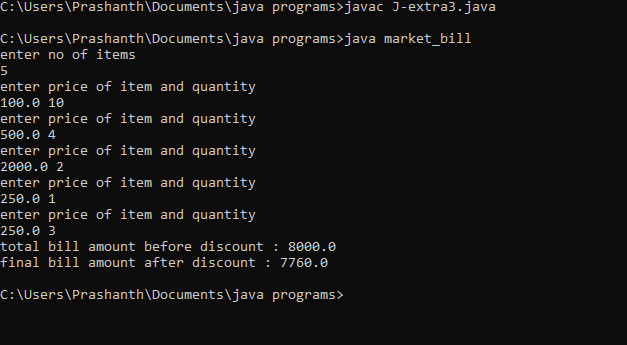 C:\Users\Prashanth\Documents\java programs>javac J-extra3.java
C:\Users\Prashanth\Documents\java programs>java market_bill
enter no of items
5
enter price of item and quantity
100.0 10
enter price of item and quantity
500.0 4
enter price of item and quantity
2000.0 2
enter price of item and quantity
250.0 1
enter price of item and quantity
250.0 3
total bill amount before discount : 8000.0
final bill amount after discount : 7760.0
C:\Users\Prashanth\Documents\java programs>